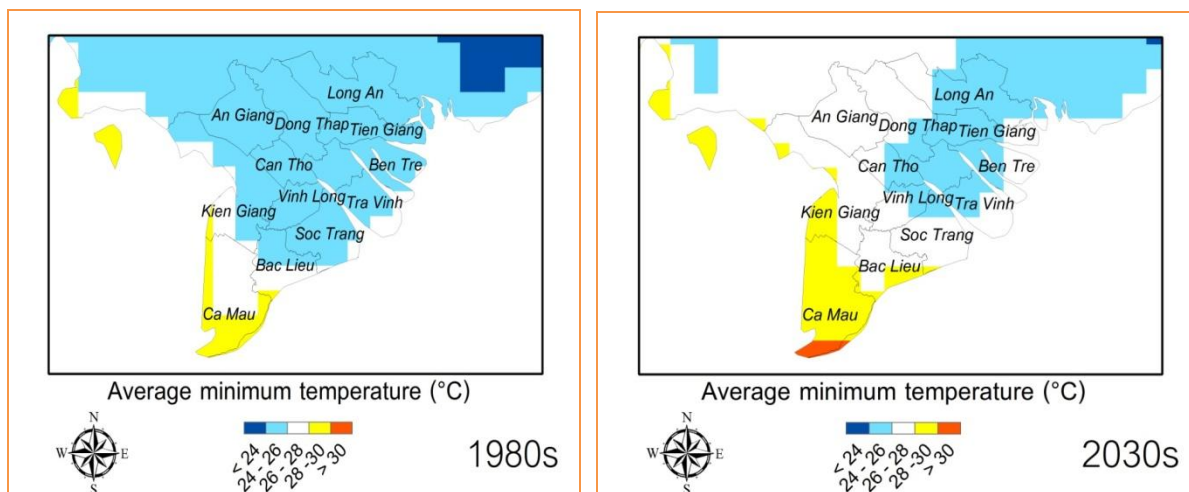 Long An
An Giang
Dong Thap
Tien Giang
Can Tho
Ben Tre
Vinh Long
Tra Vinh
Kien Giang
Soc Trang
Bac Lieu
Ca Mau
Average minimum temperature (°C)
N
W
E
S
< 24
24 - 26
26 - 28
28 -30
> 30
1980s
Long An
An Giang
Dong Thap
Tien Giang
Can Tho
Ben Tre
Vinh Long
Tra Vinh
Kien Giang
Soc Trang
Bac Lieu
Ca Mau
Average minimum temperature (°C)
N
W
E
S
< 24
24 - 26
26 - 28
28 -30
> 30
2030s